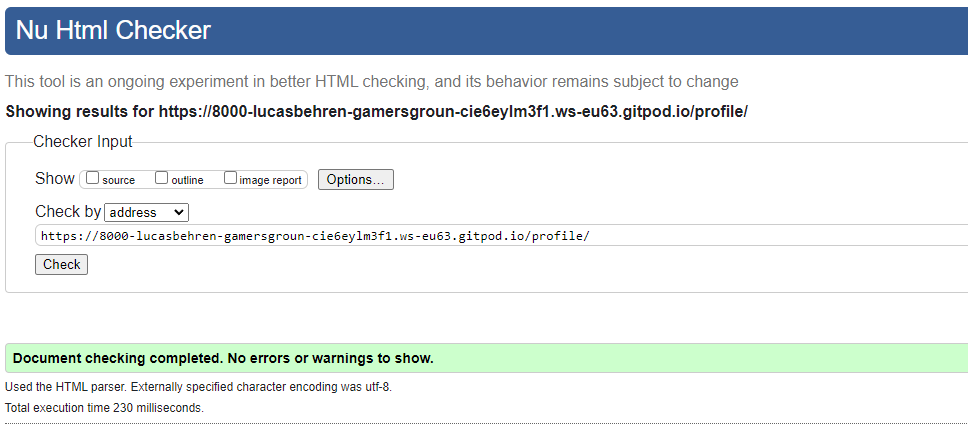 Nu Html Checker
This tool is an ongoing experiment in better HTML checking, and its behavior remains subject to change
Showing results for https://8000-lucasbehren-gamersgroun-cie6eylm3f1.ws-eu63.gitpod.io/profile/
Checker Input
Show source outline image report Options...
Check by address
https://8000-lucasbehren-gamersgroun-cie6eylm3f1.ws-eu63.gitpod.io/profile/
Check
Document checking completed. No errors or warnings to show.
Used the HTML parser. Externally specified character encoding was utf-8.
Total execution time 230 milliseconds.